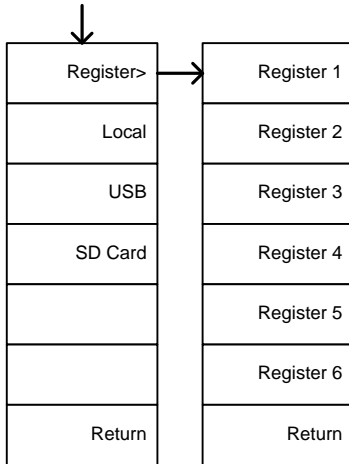 Register>
Local
USB
SD Card
Return
Register 1
Register 2
Register 3
Register 4
Register 5
Register 6
Return